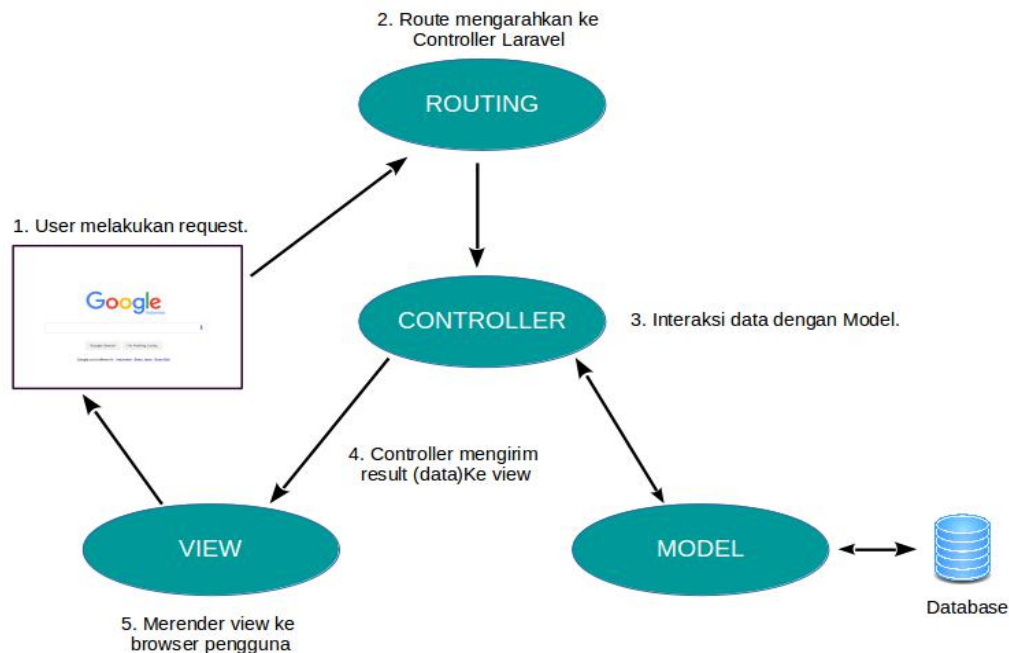 2. Route mengarahkan ke
Controller Laravel
ROUTING
1. User melakukan request.
Google
CONTROLLER
3. Interaksi data dengan Model.
4. Controller mengirim
result (data)Ke view
VIEW
MODEL
Database
5. Merender view ke
browser pengguna